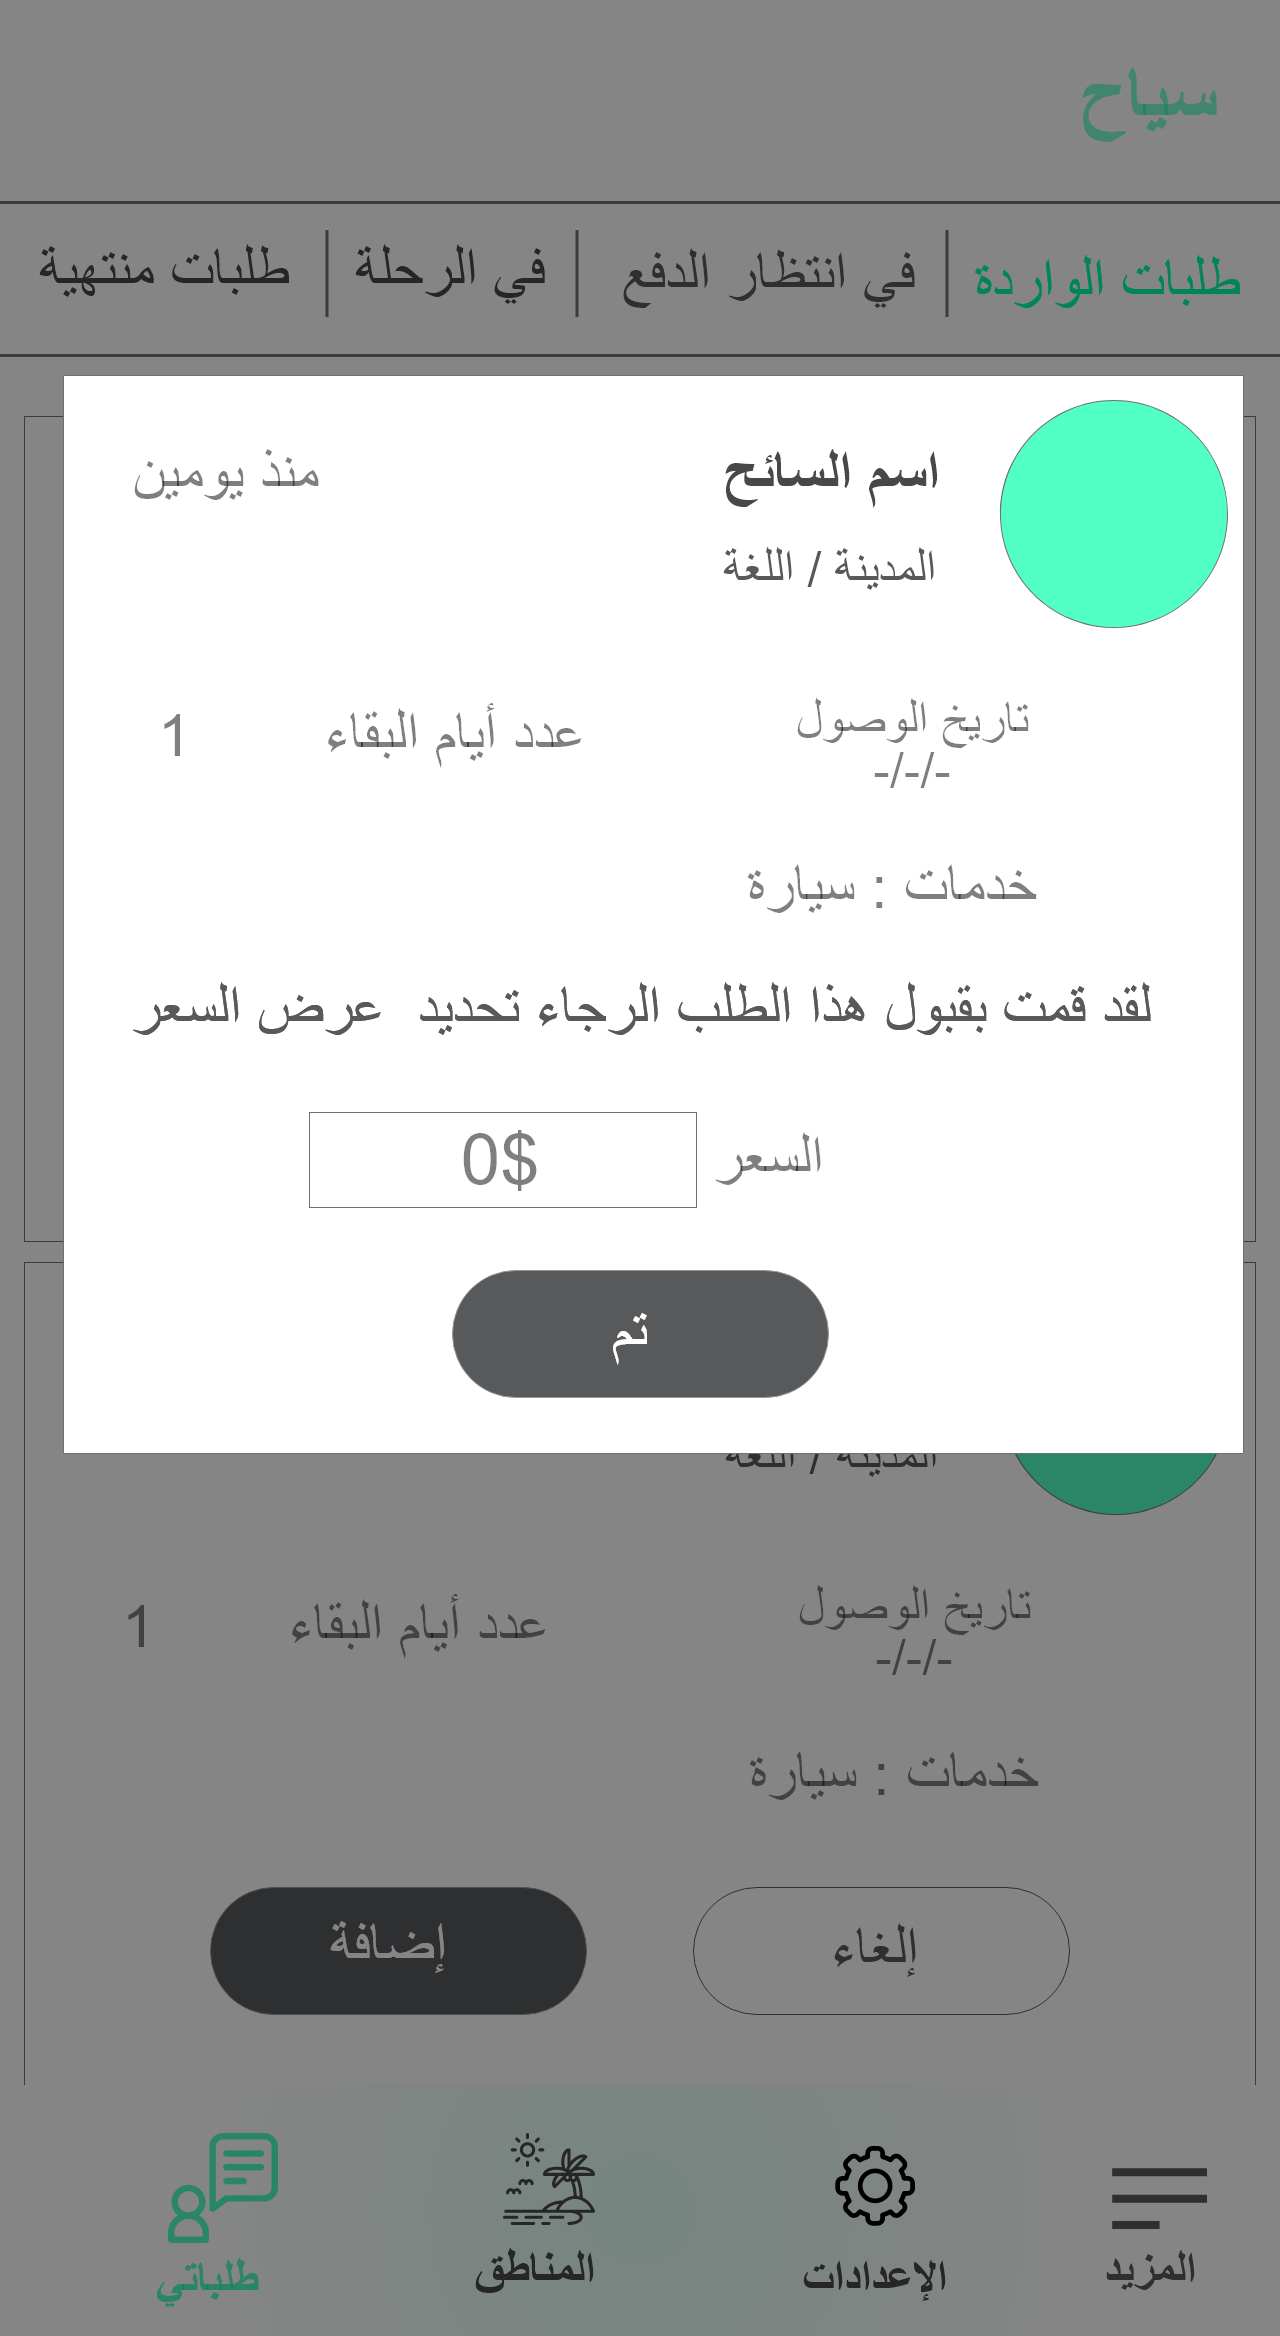 سياح
طلبات الواردة
في انتظار الدفع
في الرحلة
طلبات منتهية
اسم السائح
منذ يومين
المدينة / اللغة
تاريخ الوصول
-/-/-
عدد أيام البقاء
1
خدمات : سيارة
لقد قمت بقبول هذا الطلب الرجاء تحديد عرض السعر
السعر
0$
تم
المدينة / اللغة
تاريخ الوصول
-/-/-
عدد أيام البقاء
1
خدمات : سيارة
إلغاء
إضافة
المزيد
الإعدادات
المناطق
طلباتي